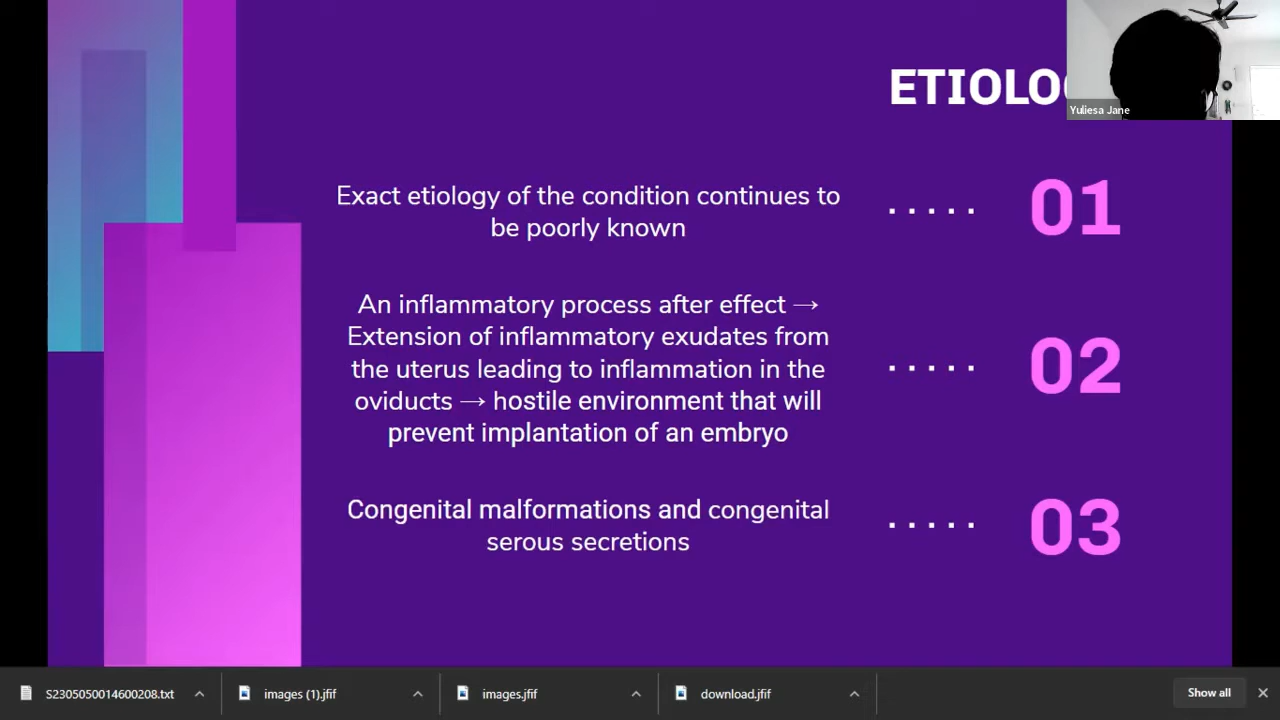 ETIOLO
Yuliesa Jane
Exact etiology of the condition continues to
be poorly known
01
An inflammatory process after effect →
Extension of inflammatory exudates from
the uterus leading to inflammation in the
oviducts → hostile environment that will
prevent implantation of an embryo
02
Congenital malformations and congenital
serous secretions
03
S2305050014600208.txt
images (1).jfif
images.jfif
download.jfif
Show all